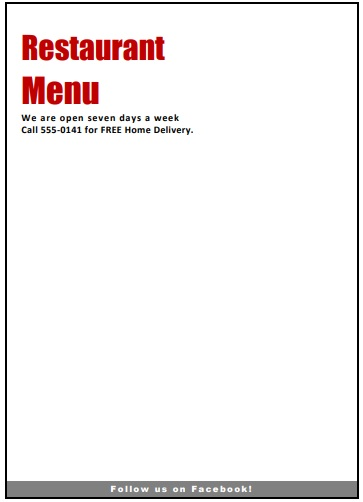 Restaurant
Menu
We are open seven days a week
Call 555-0141 for FREE Home Delivery.
Follow us on Facebook!